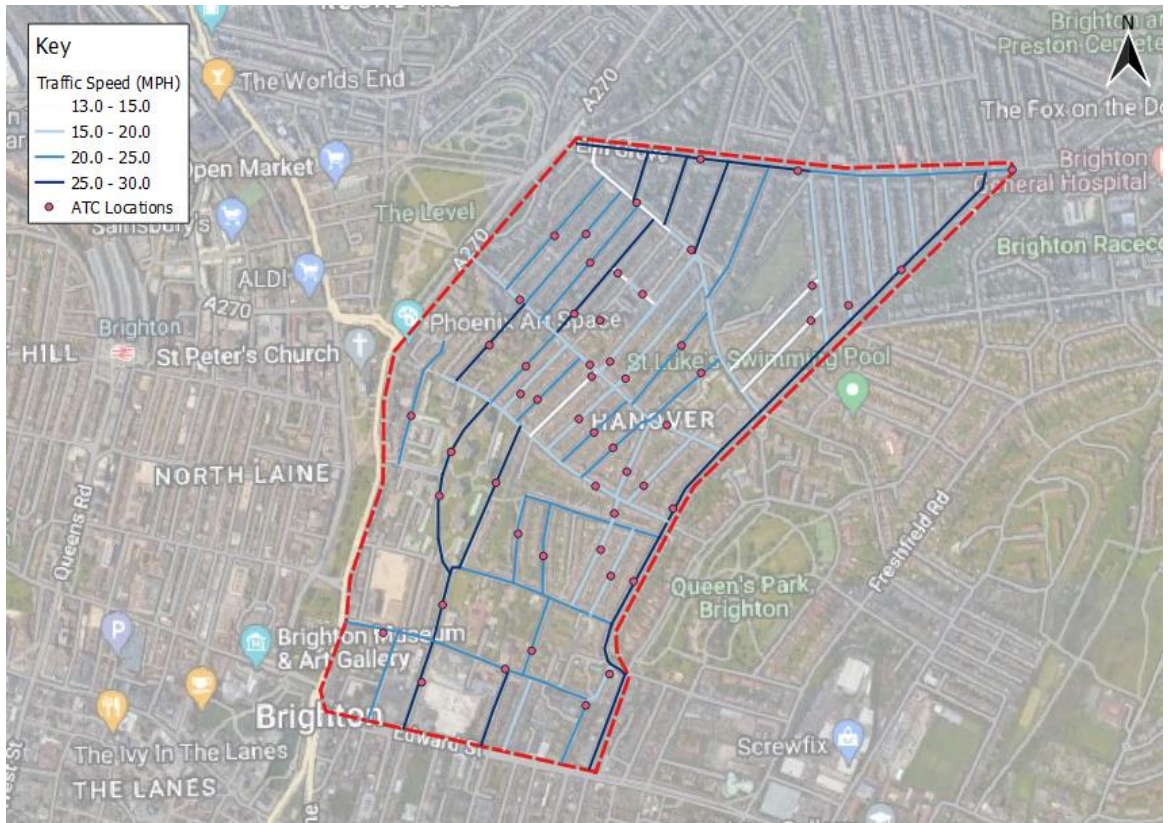 Key
Traffic Speed (MPH)
13.0 - 15.0
15.0 - 20.0
20.0 - 25.0
25.0 - 30.0
ATC Locations
N
The Worlds End
A270
Brighton
Preston
The Fox on the
Open Market
Elm Grove
Brighton
General Hospital
The Level
Sainsbury's
Brighton
A270
ALDI
A270
Phoenix Art Space
Brighton
St Peter's Church
St Luke's Swimming Pool
HANOVER
NORTH LAINE
Queens Rd
Freshfield Rd
Queen's Park,
Brighton
Brighton Museum
& Art Gallery
P
Brighton
Edward St
The Ivy In The Lanes
Screwfix
THE LANES